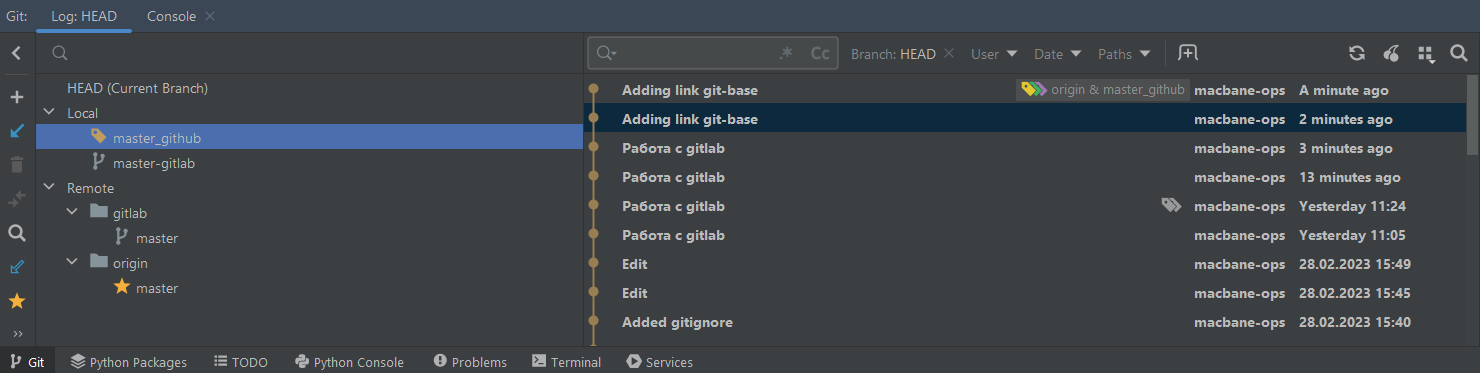 Git: Log: HEAD Console
Cc Branch: HEAD User Date Paths
HEAD (Current Branch)
Local
master_github
master-gitlab
Remote
gitlab
master
origin
master
Adding link git-base origin & master_github macbane-ops A minute ago
Adding link git-base macbane-ops 2 minutes ago
Работа с gitlab macbane-ops 3 minutes ago
Работа с gitlab macbane-ops 13 minutes ago
Работа с gitlab macbane-ops Yesterday 11:24
Работа с gitlab macbane-ops Yesterday 11:05
Edit macbane-ops 28.02.2023 15:49
Edit macbane-ops 28.02.2023 15:45
Added gitignore macbane-ops 28.02.2023 15:40
Git Python Packages TODO Python Console Problems Terminal Services